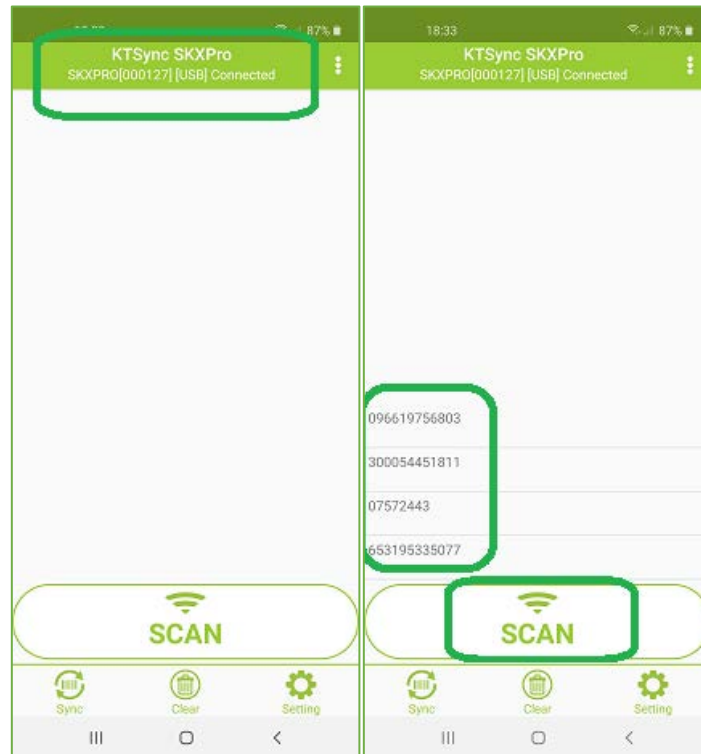 87%
KTSync SKXPro
SKXPRO[000127] [USB] Connected
SCAN
Sync
Clear
Setting
18:33
87%
KTSync SKXPro
SKXPRO[000127] [USB] Connected
096619756803
300054451811
07572443
653195335077
SCAN
Sync
Clear
Setting